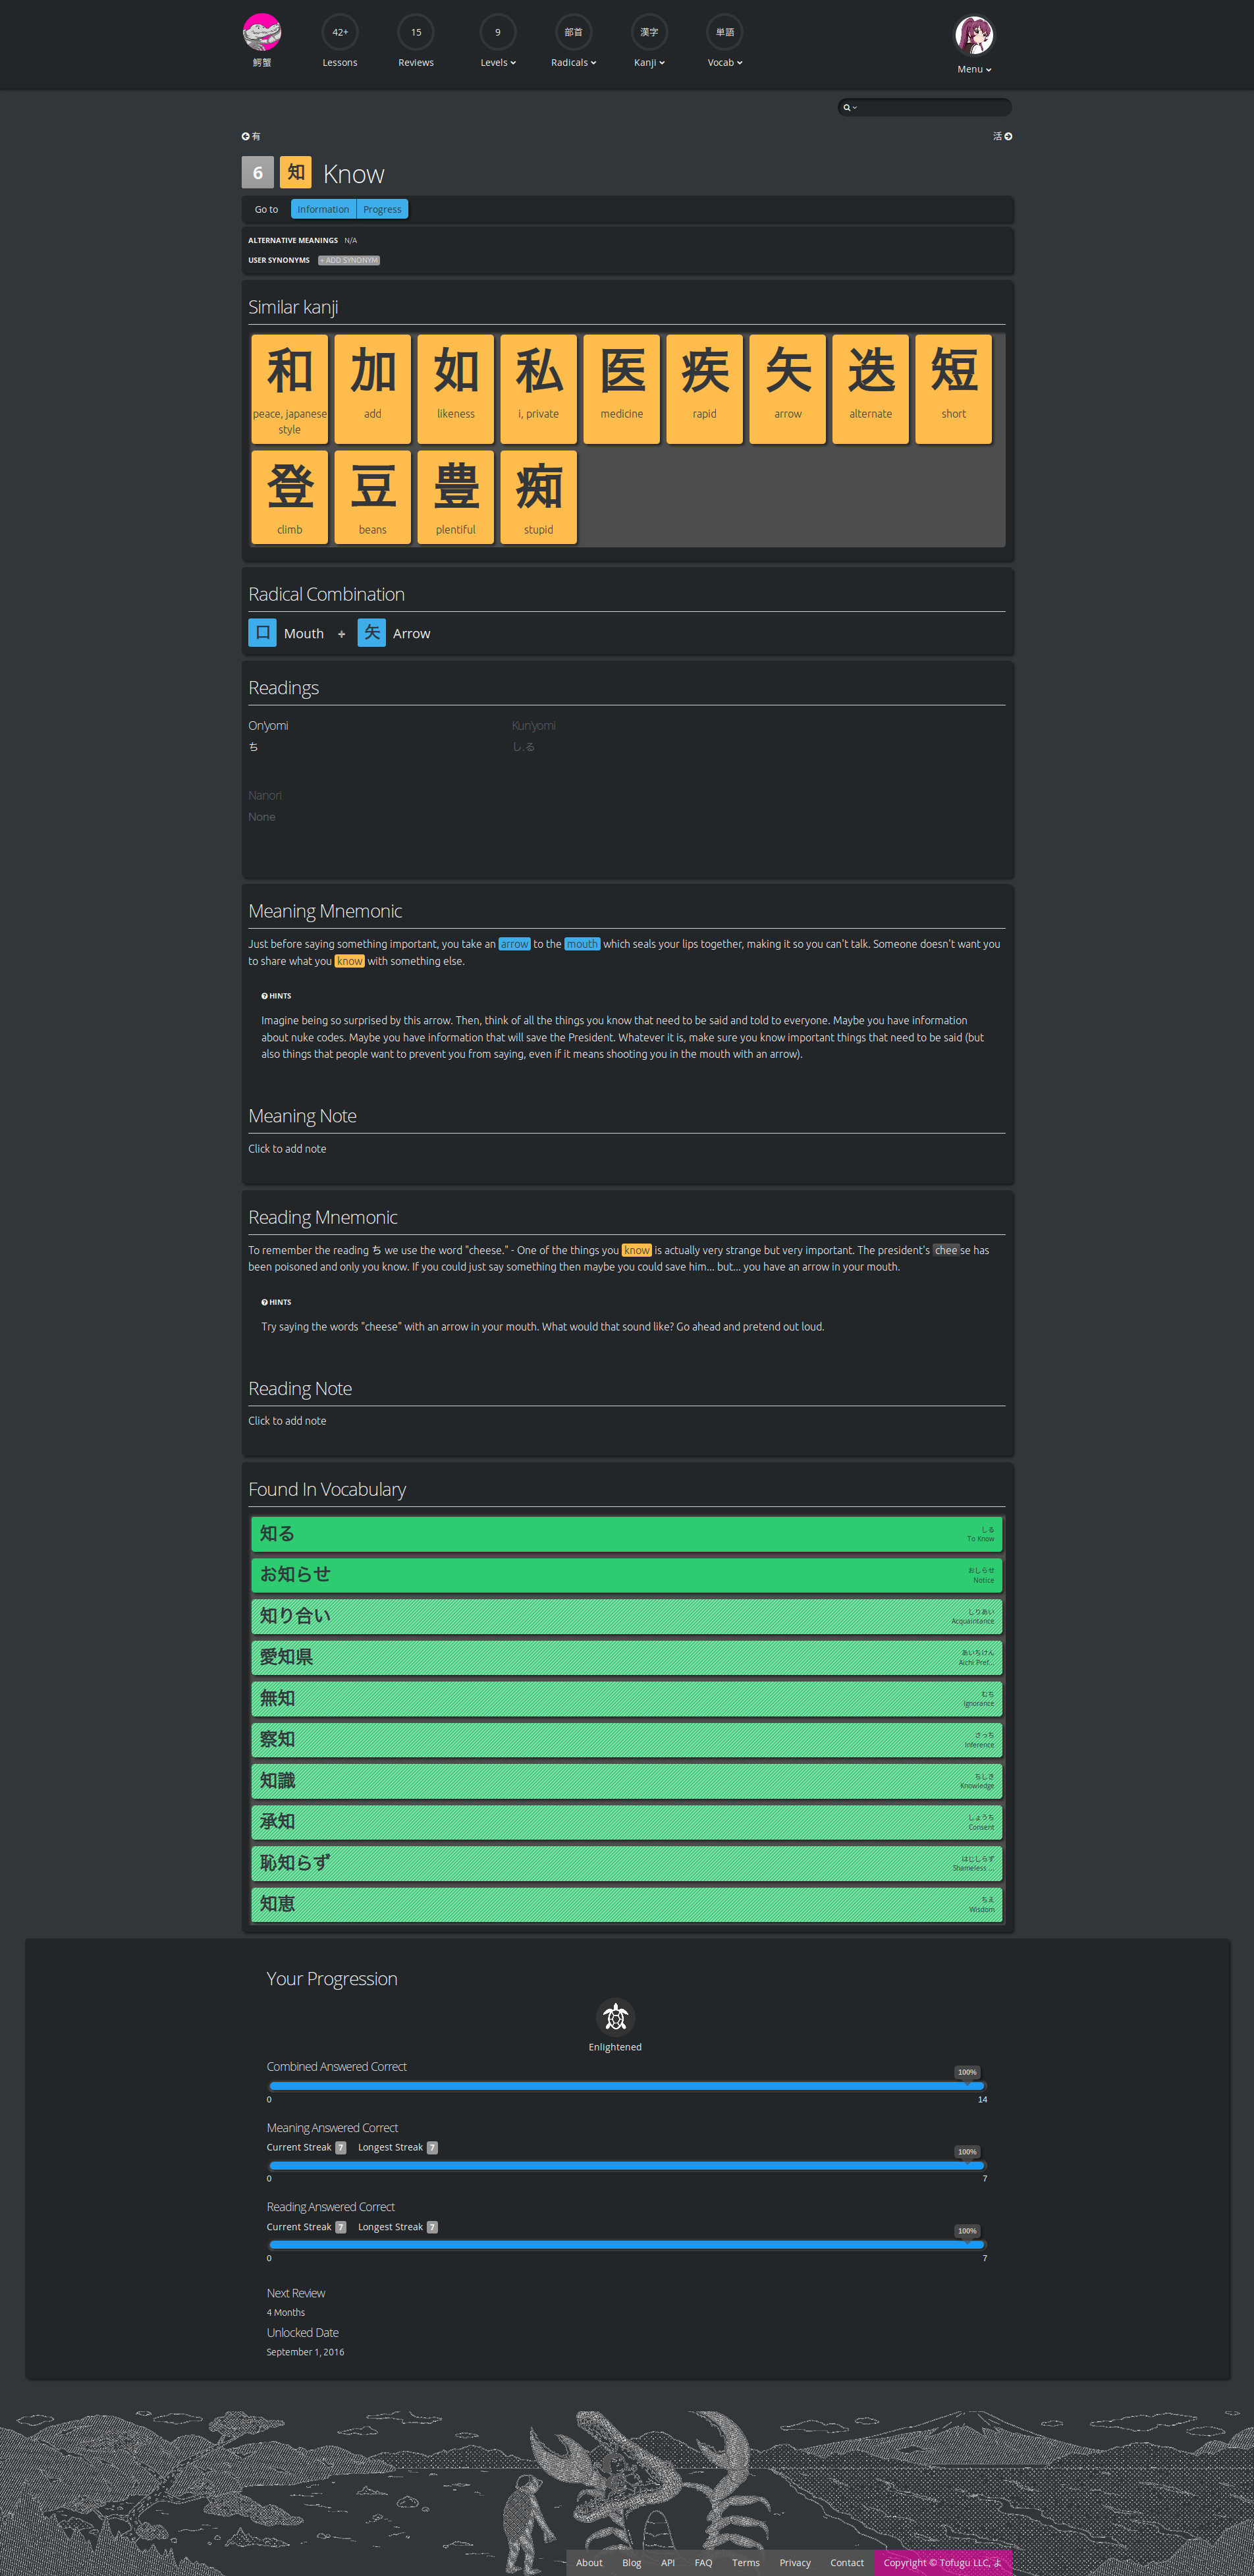 42+ 15 9 部首 漢字 単語
鰐蟹 Lessons Reviews Levels Radicals Kanji Vocab Menu
有 活
6 知 Know
Go to Information Progress
ALTERNATIVE MEANINGS N/A
USER SYNONYMS + ADD SYNONYM
Similar kanji
和 加 如 私 医 疾 矢 迭 短
peace, japanese style add likeness i, private medicine rapid arrow alternate short
登 豆 豊 痴
climb beans plentiful stupid
Radical Combination
口 Mouth + 矢 Arrow
Readings
On'yomi Kun'yomi
ち し.る
Nanori
None
Meaning Mnemonic
Just before saying something important, you take an arrow to the mouth which seals your lips together, making it so you can't talk. Someone doesn't want you
to share what you know with something else.
HINTS
Imagine being so surprised by this arrow. Then, think of all the things you know that need to be said and told to everyone. Maybe you have information
about nuke codes. Maybe you have information that will save the President. Whatever it is, make sure you know important things that need to be said (but
also things that people want to prevent you from saying, even if it means shooting you in the mouth with an arrow).
Meaning Note
Click to add note
Reading Mnemonic
To remember the reading ち we use the word "cheese." - One of the things you know is actually very strange but very important. The president's cheese has
been poisoned and only you know. If you could just say something then maybe you could save him... but... you have an arrow in your mouth.
HINTS
Try saying the words "cheese" with an arrow in your mouth. What would that sound like? Go ahead and pretend out loud.
Reading Note
Click to add note
Found In Vocabulary
知る しる
To Know
お知らせ おしらせ
Notice
知り合い しりあい
Acquaintance
愛知県 あいちけん
Aichi Pref...
無知 むち
Ignorance
察知 さっち
Inference
知識 ちしき
Knowledge
承知 しょうち
Consent
恥知らず はじしらず
Shameless ...
知恵 ちえ
Wisdom
Your Progression
Enlightened
Combined Answered Correct
100%
0 14
Meaning Answered Correct
Current Streak 7 Longest Streak 7
100%
0 7
Reading Answered Correct
Current Streak 7 Longest Streak 7
100%
0 7
Next Review
4 Months
Unlocked Date
September 1, 2016
About Blog API FAQ Terms Privacy Contact Copyright © Tofugu LLC, よ